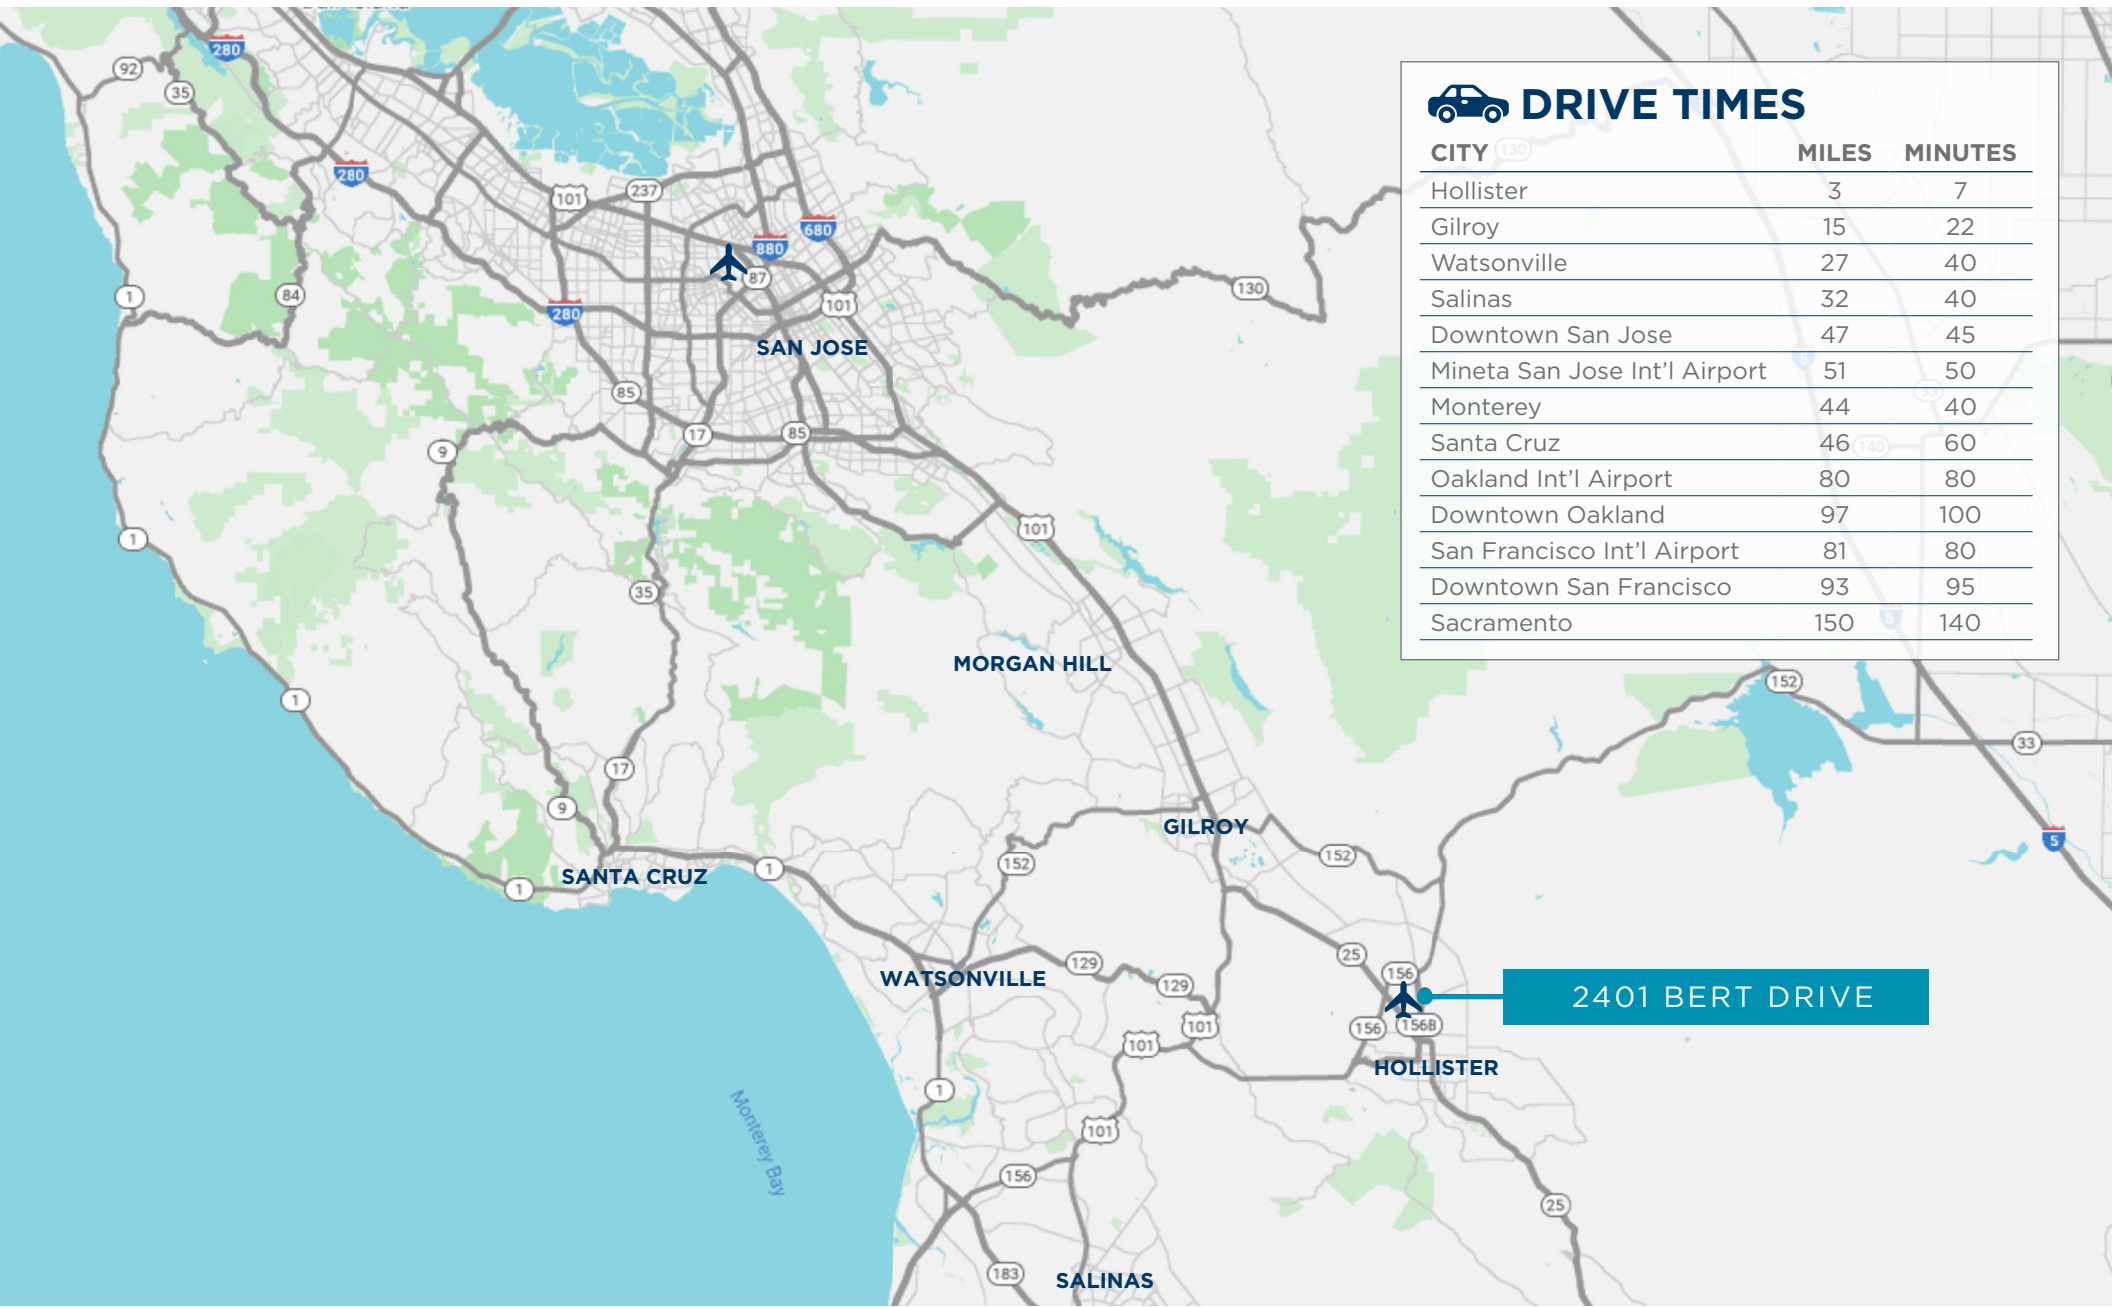 92
280
35
280
101
237
680
880
87
101
1
84
280
130
SAN JOSE
85
17
85
9
1
101
35
MORGAN HILL
1
17
9
GILROY
152
152
SANTA CRUZ
1
1
WATSONVILLE
129
129
25
156
2401 BERT DRIVE
101
156
156B
101
HOLLISTER
1
Monterey Bay
101
156
25
183
SALINAS
152
33
5
DRIVE TIMES
CITY MILES MINUTES
130
Hollister 3 7
Gilroy 15 22
Watsonville 27 40
Salinas 32 40
Downtown San Jose 47 45
5
Mineta San Jose Int'l Airport 51 50
33
Monterey 44 40
Santa Cruz 46 60
140
Oakland Int'l Airport 80 80
Downtown Oakland 97 100
San Francisco Int'l Airport 81 80
Downtown San Francisco 93 95
5
Sacramento 150 140